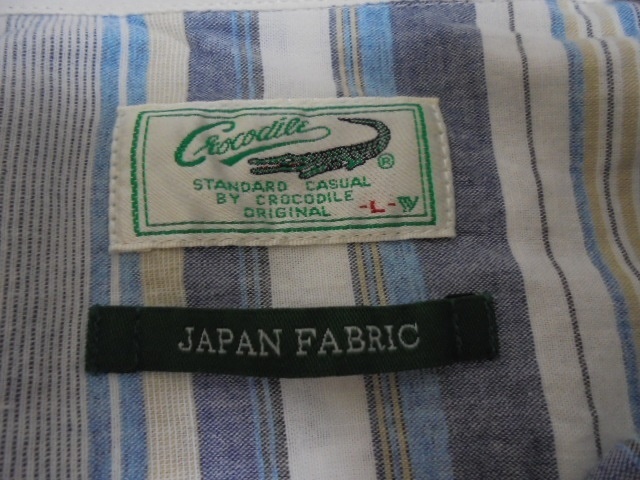 Crocodile
®
STANDARD CASUAL
BY CROCODILE
ORIGINAL -L-
JAPAN FABRIC